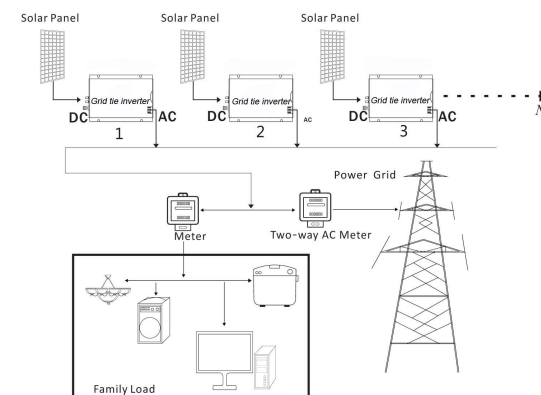 Solar Panel
Solar Panel
Solar Panel
Grid tie inverter
Grid tie inverter
Grid tie inverter
DC
AC
DC
AC
DC
AC
N
1
2
3
Power Grid
Meter
Two-way AC Meter
Family Load